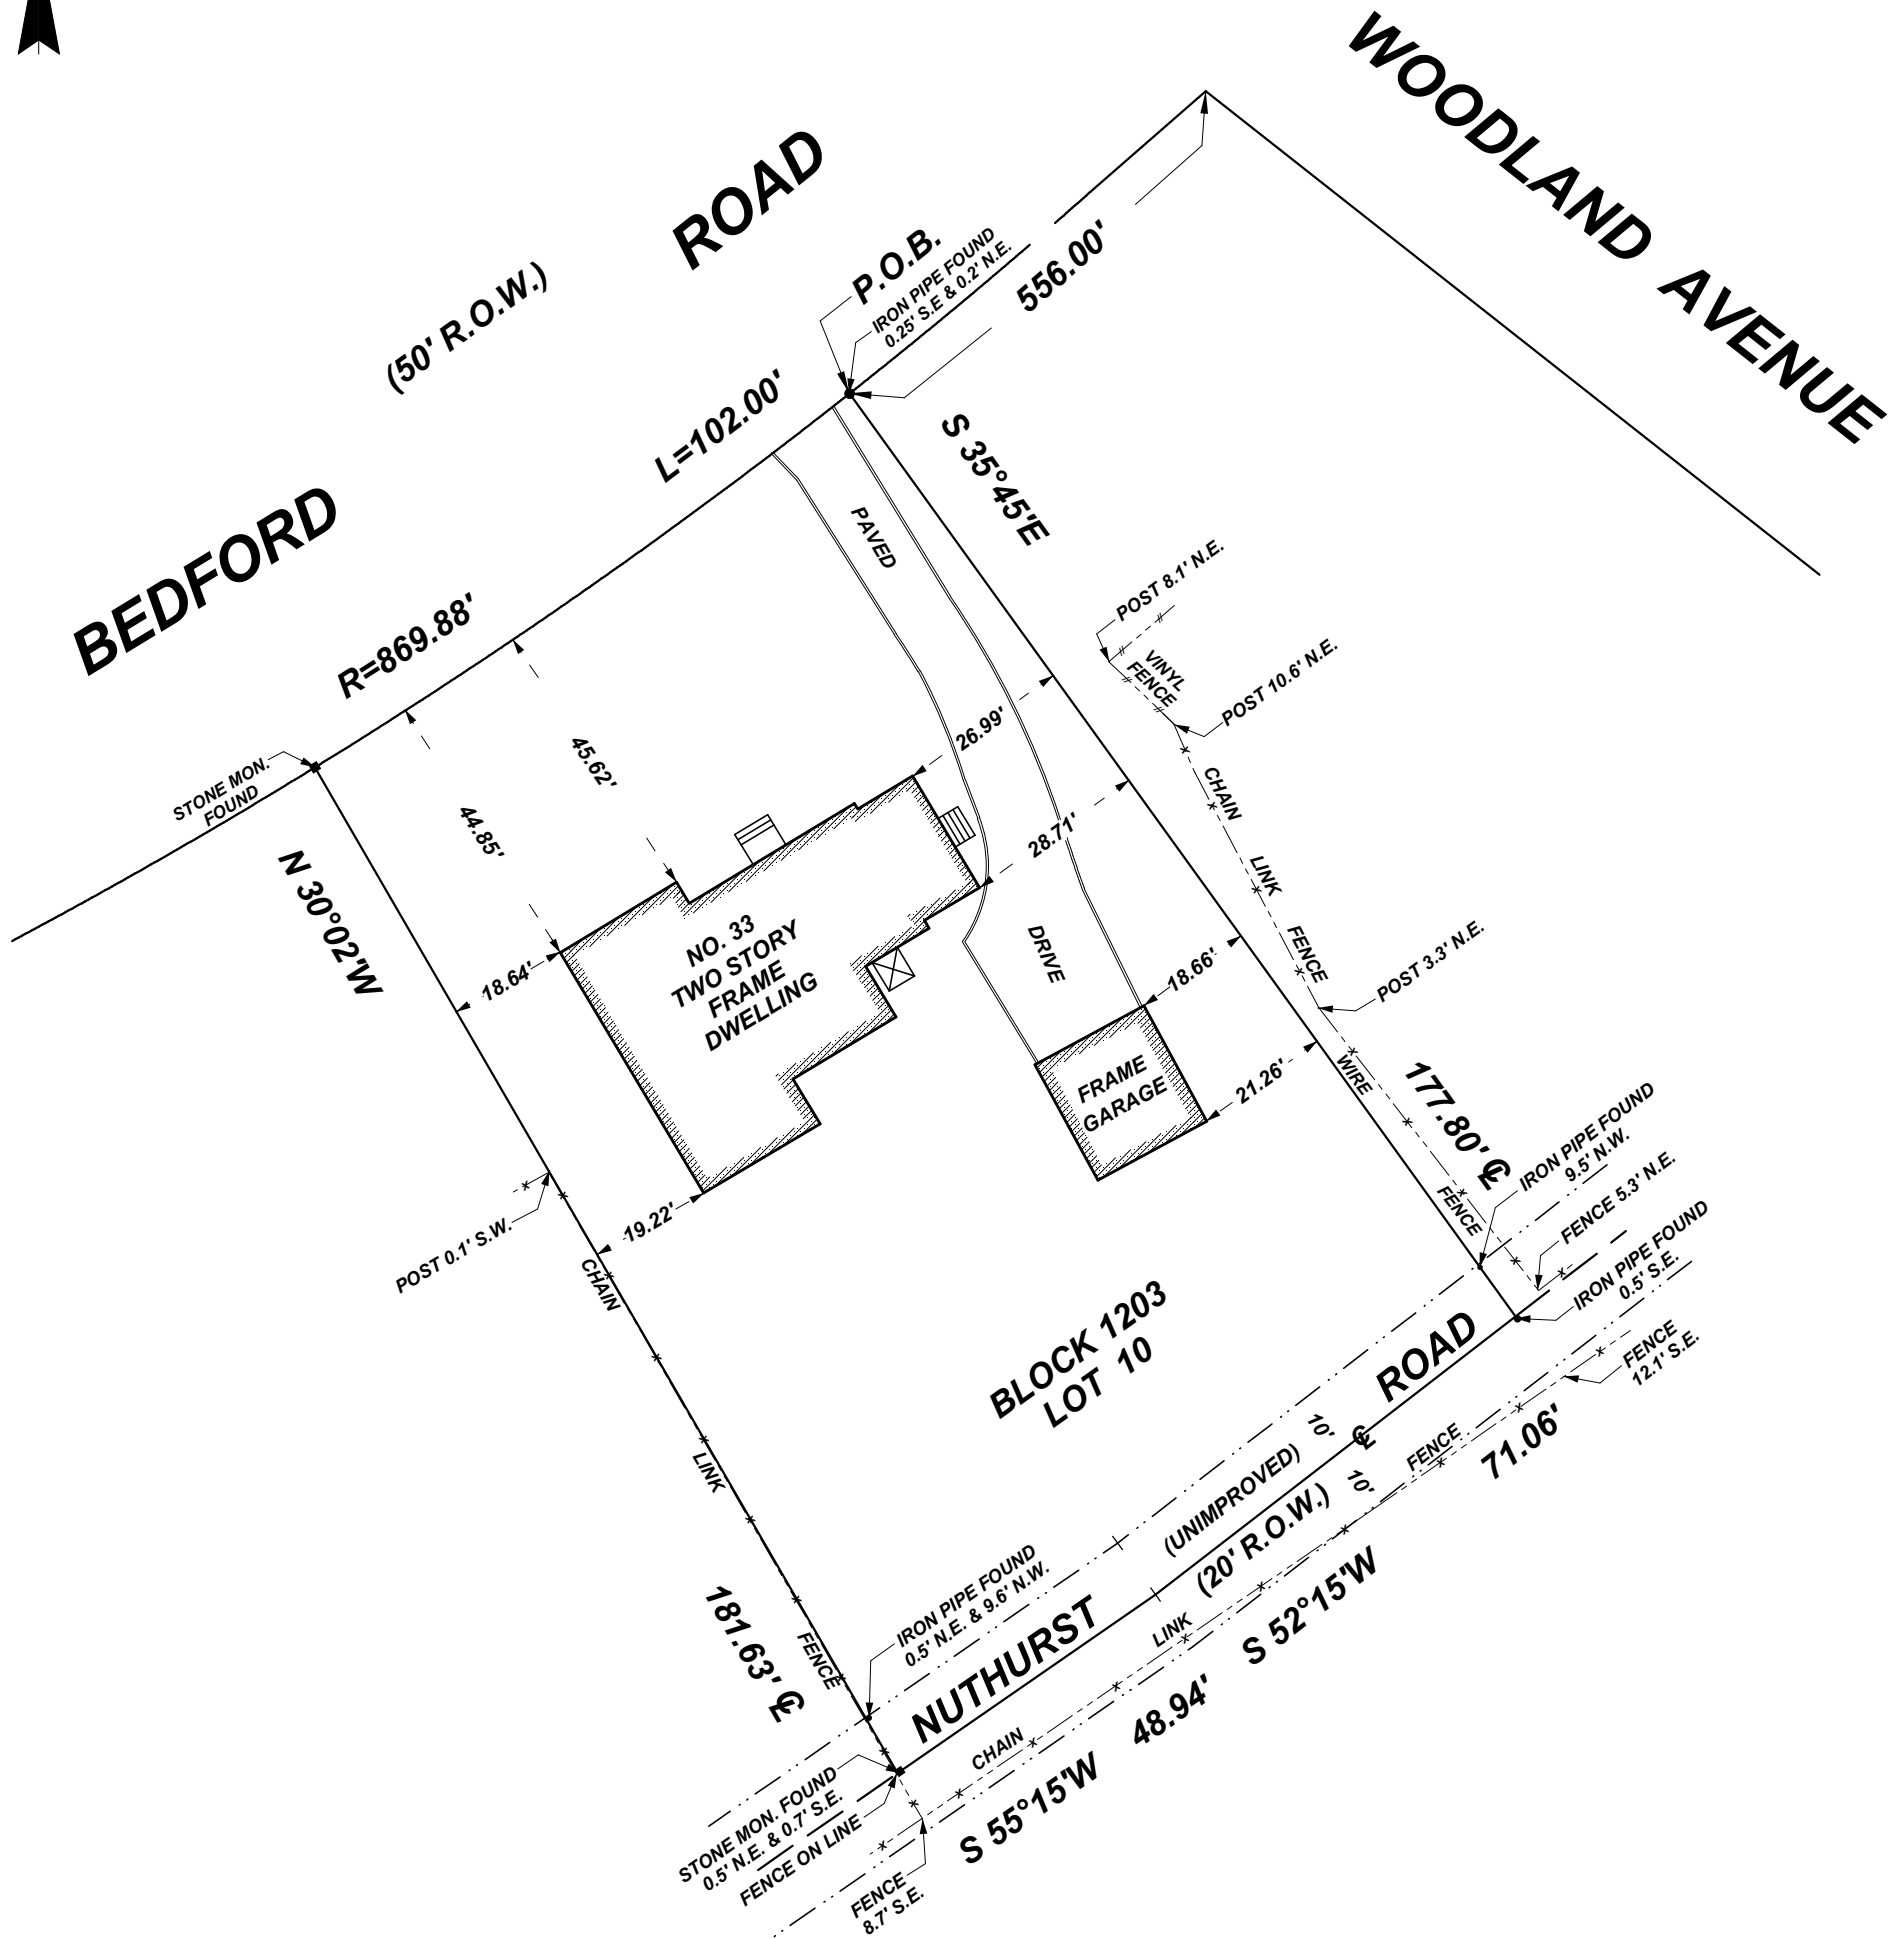 WOODLAND AVENUE
BEDFORD ROAD
(50' R.O.W.)
P.O.B.
IRON PIPE FOUND
0.25' S.E & 0.2' N.E.
556.00'
L=102.00'
R=869.88'
S 35°45'E
PAVED
POST 8.1' N.E.
VINYL
FENCE
POST 10.6' N.E.
STONE MON.
FOUND
45.62'
44.85'
26.99'
28.71'
CHAIN
LINK
FENCE
N 30°02'W
18.64'
NO. 33
TWO STORY
FRAME
DWELLING
DRIVE
18.66'
POST 3.3' N.E.
FRAME
GARAGE
21.26'
WIRE
FENCE
177.80' ℄
IRON PIPE FOUND
9.5' N.W.
FENCE 5.3' N.E.
IRON PIPE FOUND
0.5' S.E.
19.22'
POST 0.1' S.W.
CHAIN
LINK
FENCE
BLOCK 1203
LOT 10
FENCE
12.1' S.E.
181.63' ℄
IRON PIPE FOUND
0.5' N.E. & 9.6' N.W.
NUTHURST ROAD
(UNIMPROVED)
(20' R.O.W.)
10'
℄
10'
CHAIN
LINK
FENCE
71.06'
S 52°15'W
48.94'
S 55°15'W
STONE MON. FOUND
0.5' N.E. & 0.7' S.E.
FENCE ON LINE
FENCE
8.7' S.E.